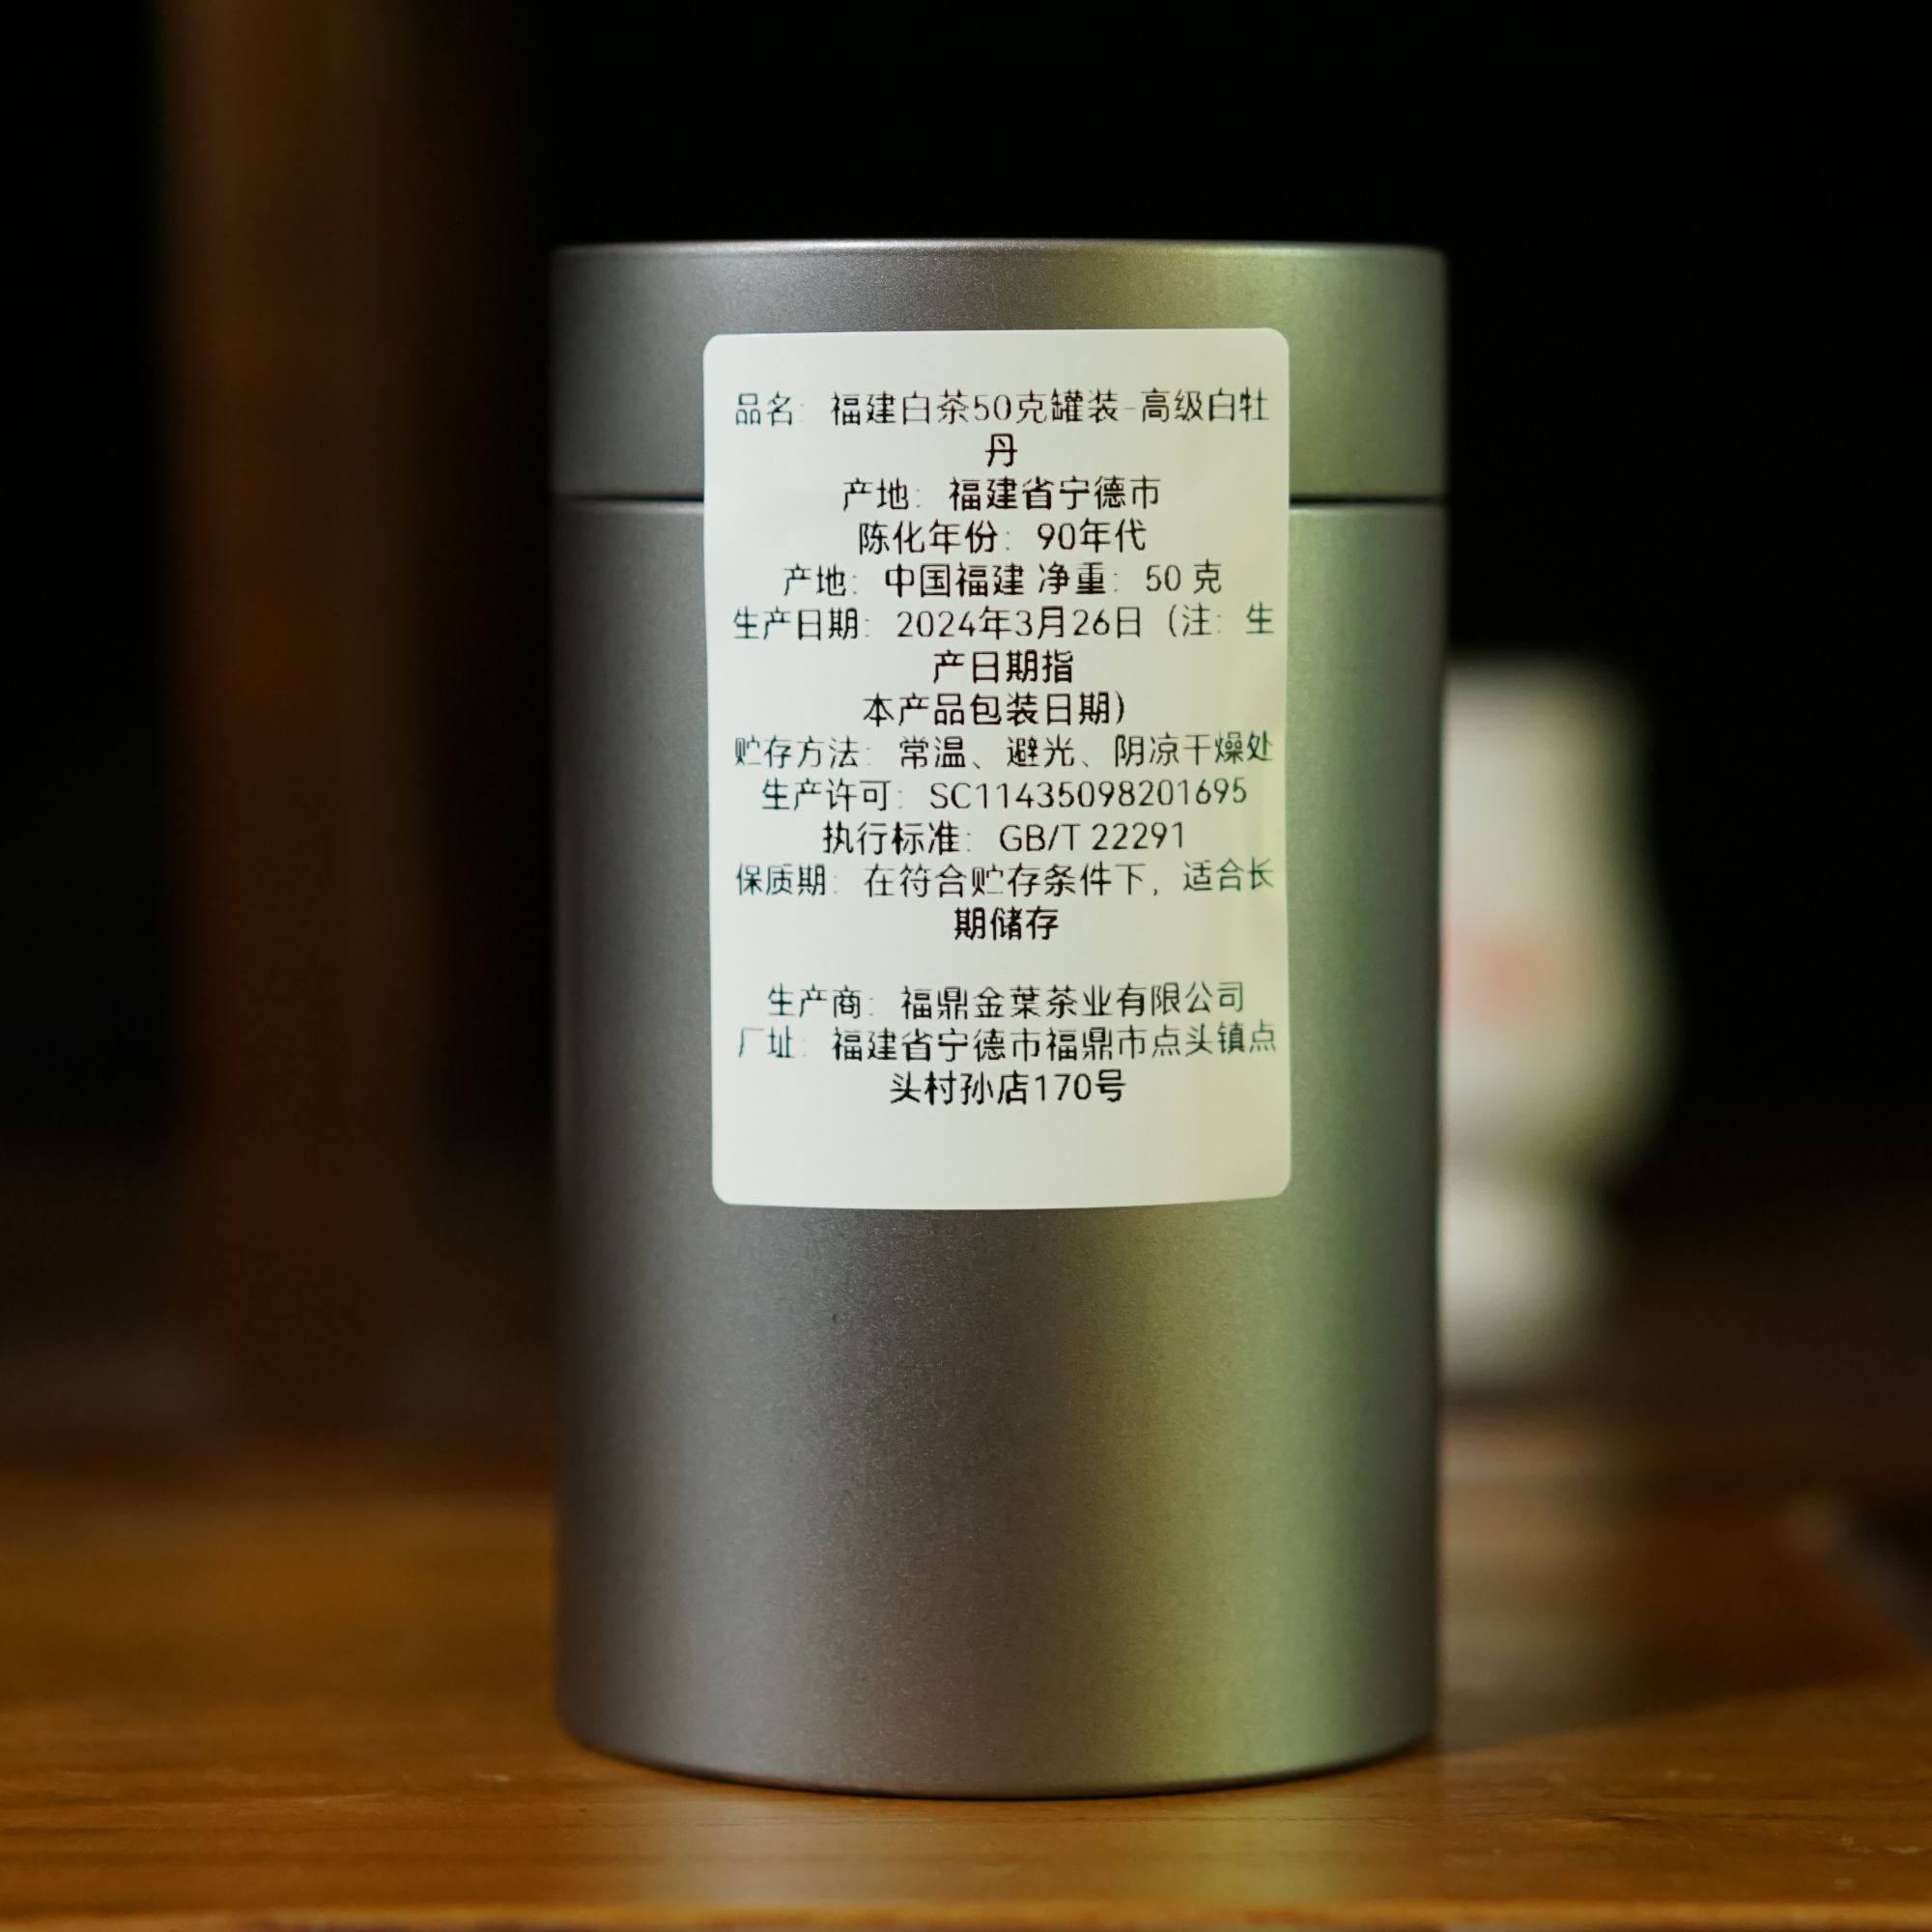 品名：福建白茶50克罐装-高级白牡
丹
产地：福建省宁德市
陈化年份：90年代
产地：中国福建 净重：50 克
生产日期：2024年3月26日（注：生
产日期指
本产品包装日期）
贮存方法：常温、避光、阴凉干燥处
生产许可：SC11435098201695
执行标准：GB/T 22291
保质期：在符合贮存条件下，适合长
期储存
生产商：福鼎金葉茶业有限公司
厂址：福建省宁德市福鼎市点头镇点
头村孙店170号